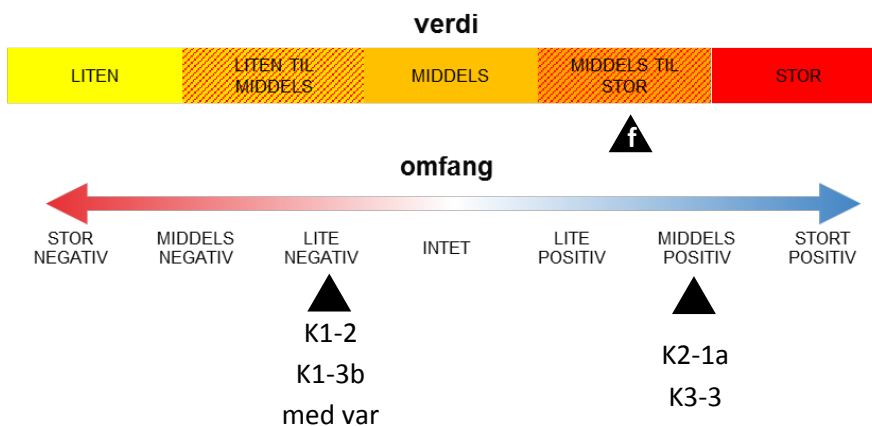 verdi
LITEN
LITEN TIL
MIDDELS
MIDDELS
MIDDELS TIL
STOR
STOR
f
omfang
STOR
NEGATIV
MIDDELS
NEGATIV
LITE
NEGATIV
INTET
LITE
POSITIV
MIDDELS
POSITIV
STORT
POSITIV
K1-2
K1-3b
med var
K2-1a
K3-3